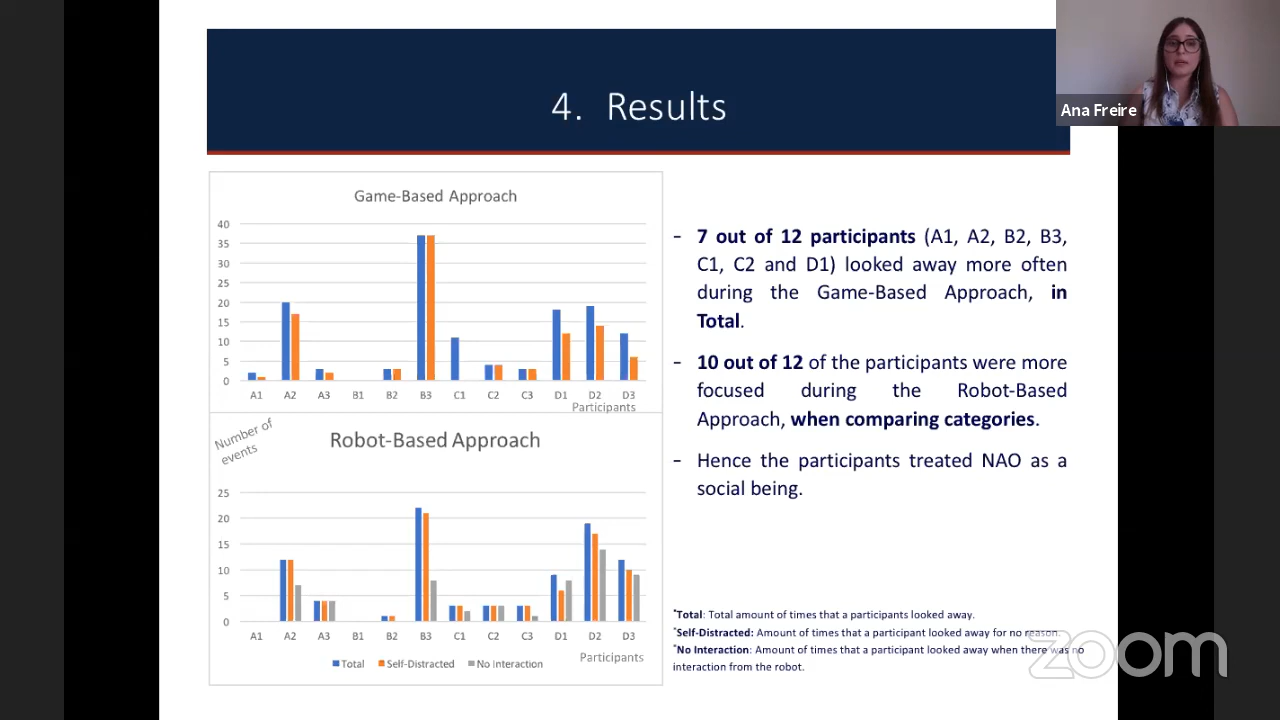 Ana Freire
4. Results
Game-Based Approach
40
35
30
25
20
15
10
5
0
A1 A2 A3 B1 B2 B3 C1 C2 C3 D1 D2 D3
Participants
Number of
events
Robot-Based Approach
25
20
15
10
5
0
A1 A2 A3 B1 B2 B3 C1 C2 C3 D1 D2 D3
Total Self-Distracted No Interaction
Participants
- 7 out of 12 participants (A1, A2, B2, B3,
C1, C2 and D1) looked away more often
during the Game-Based Approach, in
Total.
- 10 out of 12 of the participants were more
focused during the Robot-Based
Approach, when comparing categories.
- Hence the participants treated NAO as a
social being.
*Total: Total amount of times that a participants looked away.
*Self-Distracted: Amount of times that a participant looked away for no reason.
*No Interaction: Amount of times that a participant looked away when there was no
interaction from the robot.
zoom